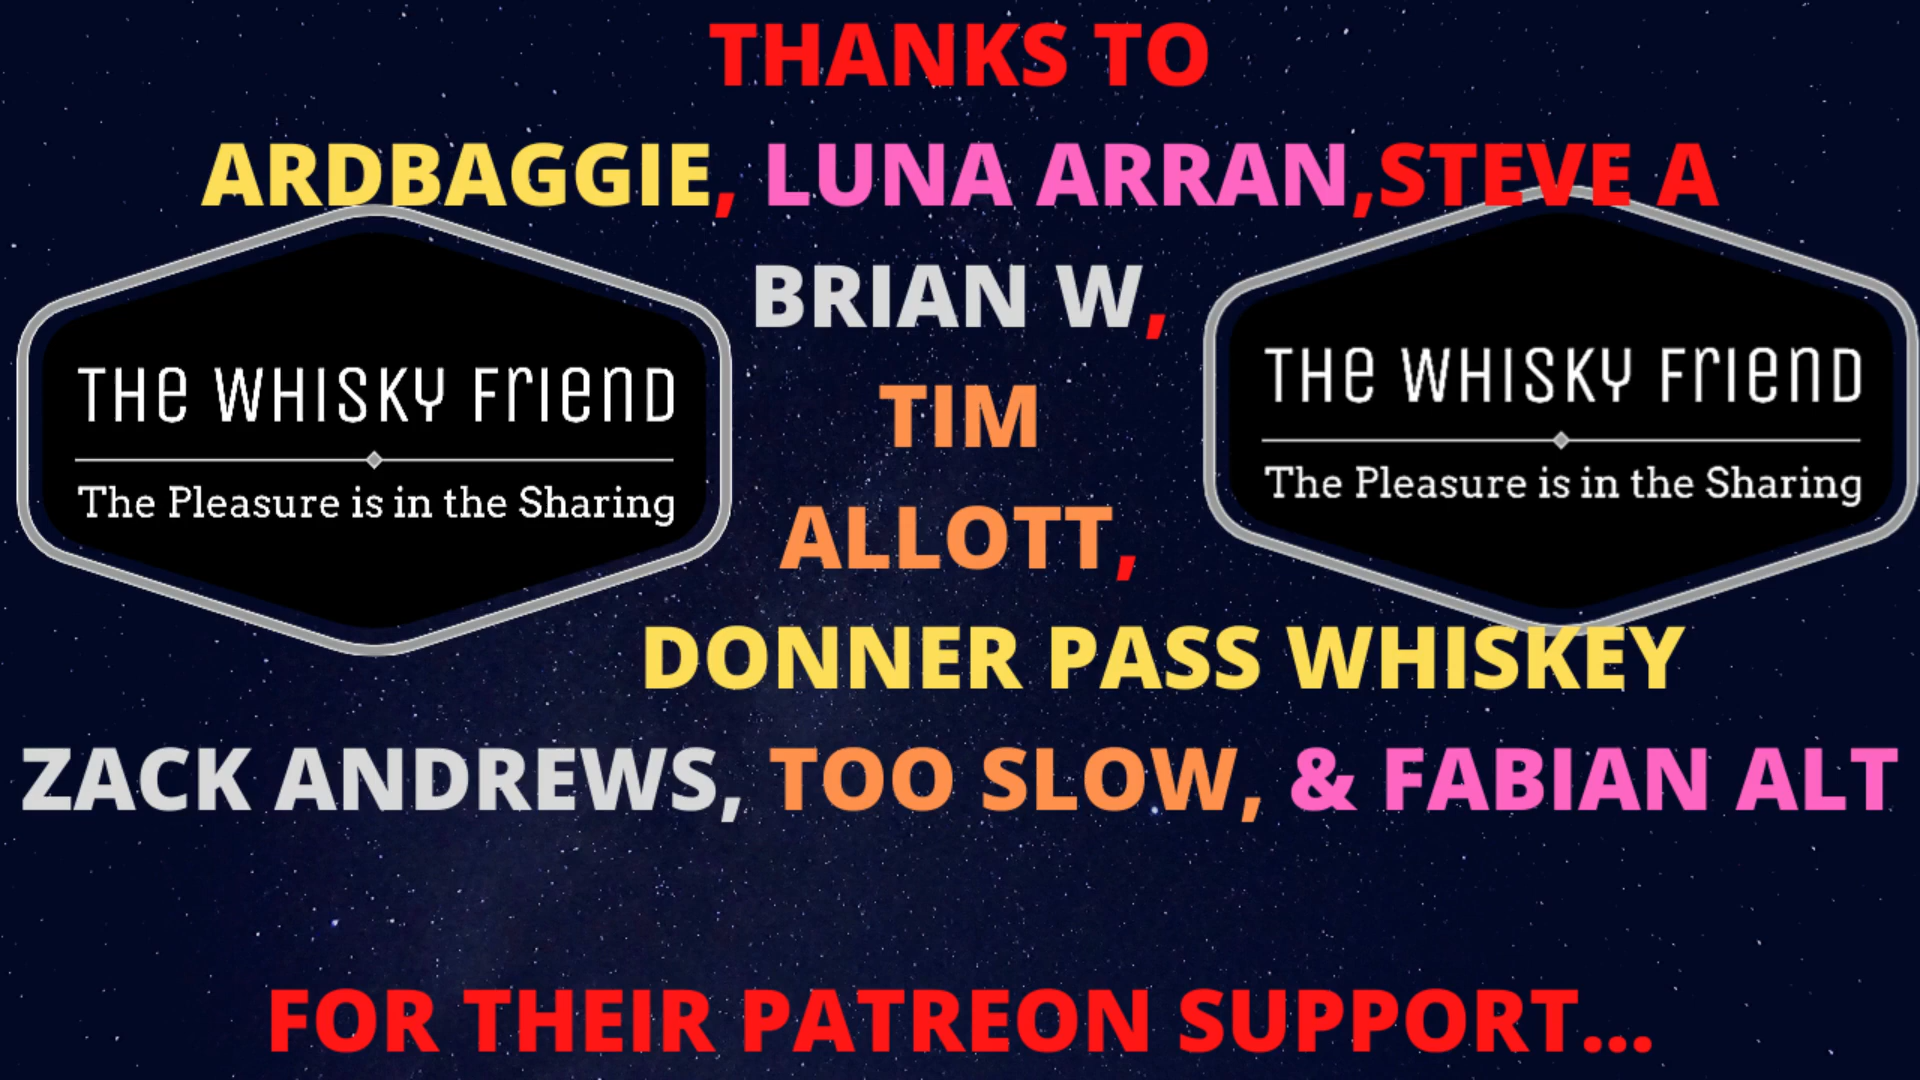 THANKS TO
ARDBAGGIE, LUNA ARRAN,STEVE A
BRIAN W,
TIM
ALLOTT,
DONNER PASS WHISKEY
ZACK ANDREWS, TOO SLOW, & FABIAN ALT
FOR THEIR PATREON SUPPORT...
THE WHISKY FRIEND
The Pleasure is in the Sharing
THE WHISKY FRIEND
The Pleasure is in the Sharing